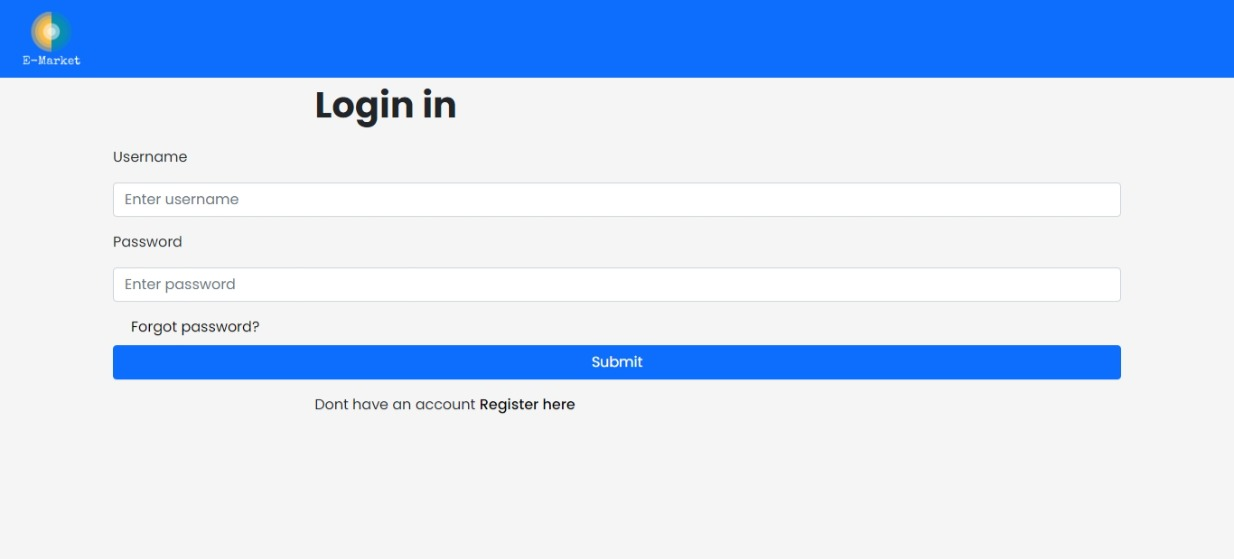 E-Market
Login in
Username
Enter username
Password
Enter password
Forgot password?
Submit
Dont have an account Register here